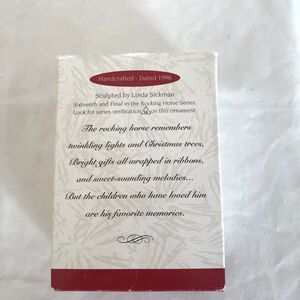 Handcrafted - Dated 1996
Sculpted by Linda Sickman
Sixteenth and Final in the Rocking Horse Series.
Look for series verification on this ornament.
The rocking horse remembers
twinkling lights and Christmas trees,
Bright gifts all wrapped in ribbons,
and sweet-sounding melodies...
But the children who have loved him
are his favorite memories.